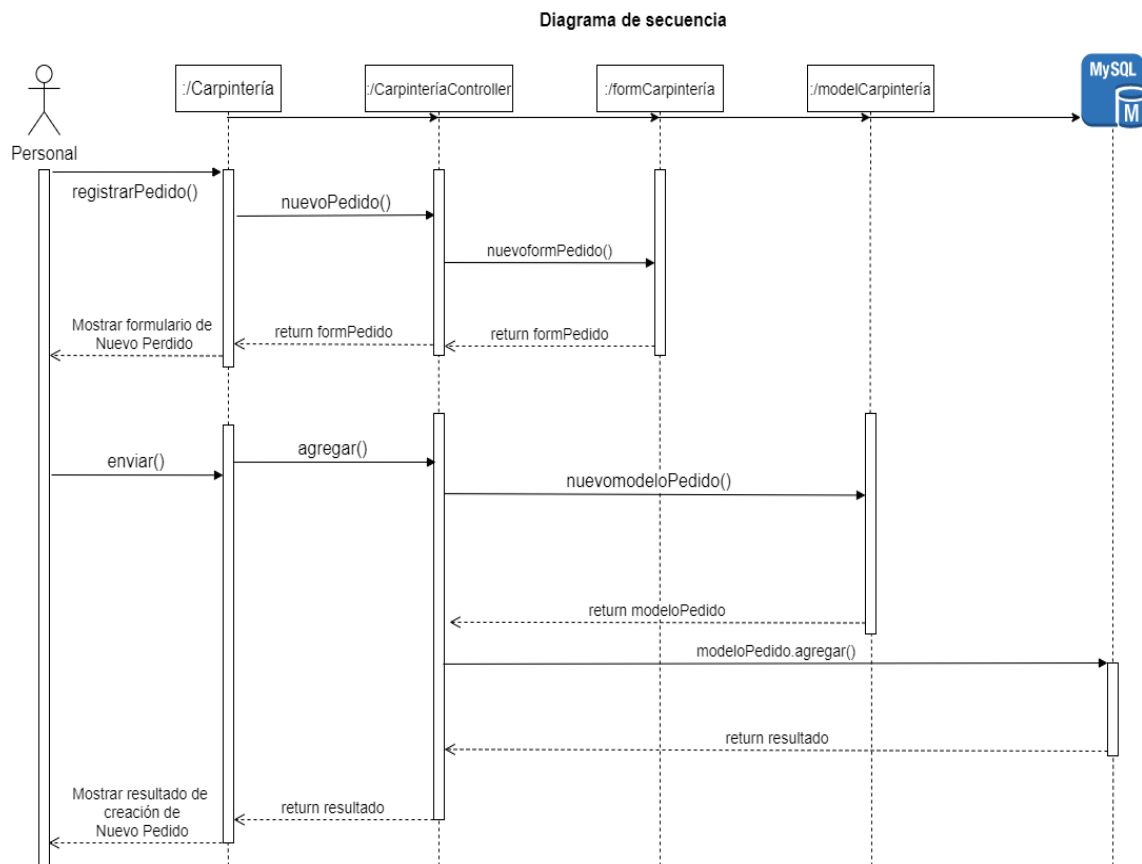 Diagrama de secuencia
:/Carpintería
:/CarpinteríaController
:/formCarpintería
:/modelCarpintería
MySQL
M
Personal
registrarPedido()
nuevoPedido()
nuevoformPedido()
Mostrar formulario de
Nuevo Perdido
return formPedido
return formPedido
enviar()
agregar()
nuevomodeloPedido()
return modeloPedido
modeloPedido.agregar()
return resultado
Mostrar resultado de
creación de
Nuevo Pedido
return resultado